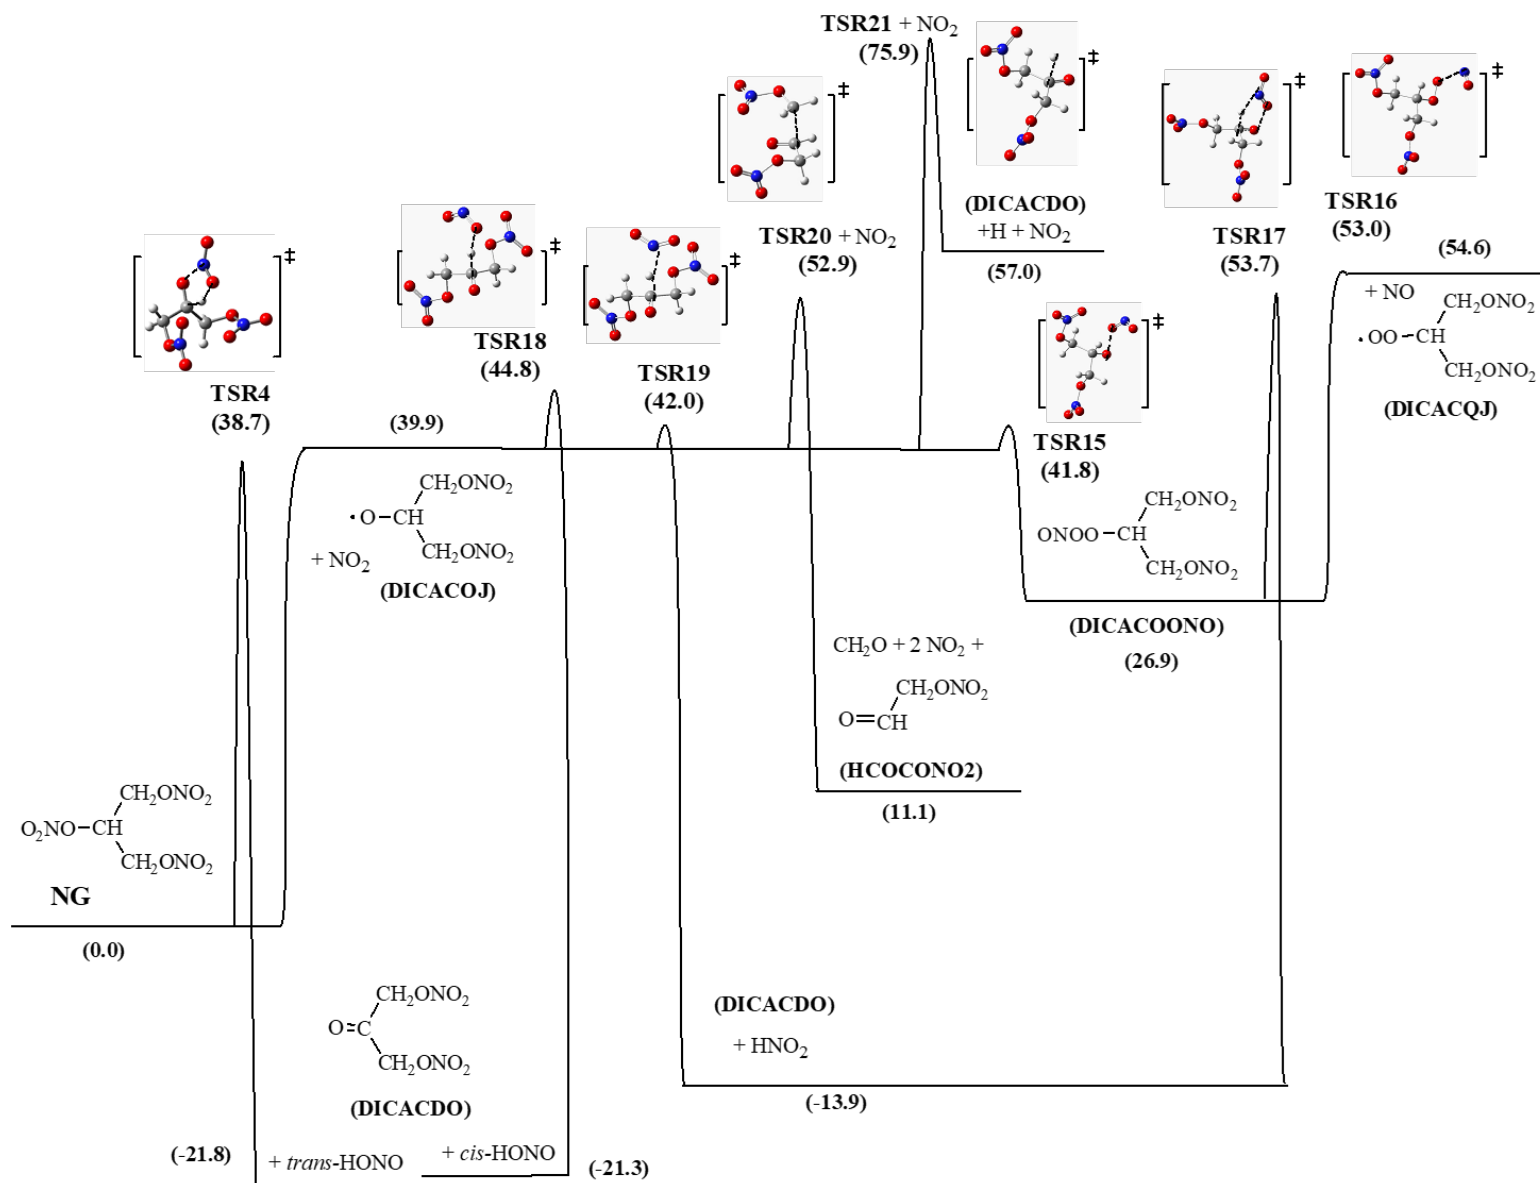 TSR21 + NO2
(75.9)
‡
‡
‡
‡
TSR16
(53.0)
(54.6)
TSR17
(53.7)
(DICACDO)
+H + NO2
(57.0)
TSR20 + NO2
(52.9)
‡
‡
‡
‡
TSR4
(38.7)
(39.9)
TSR18
(44.8)
TSR19
(42.0)
TSR15
(41.8)
+ NO
CH2ONO2
·OO–CH
CH2ONO2
(DICACQJ)
CH2ONO2
·O–CH
CH2ONO2
+ NO2
(DICACOJ)
CH2ONO2
ONOO–CH
CH2ONO2
(DICACOONO)
(26.9)
CH2O + 2 NO2 +
CH2ONO2
O=CH
(HCOCONO2)
(11.1)
CH2ONO2
O2NO–CH
CH2ONO2
NG
(0.0)
CH2ONO2
O=C
CH2ONO2
(DICACDO)
(DICACDO)
+ HNO2
(-13.9)
(-21.8)
+ trans-HONO
+ cis-HONO
(-21.3)